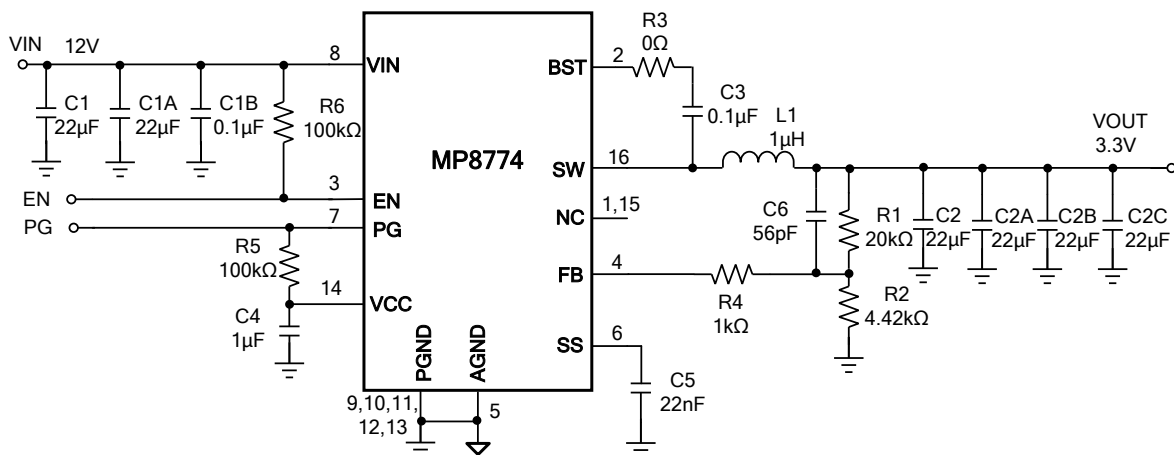 VIN
12V
8
VIN
C1
22µF
C1A
22µF
C1B
0.1µF
R6
100kΩ
EN
3
EN
PG
7
PG
R5
100kΩ
14
VCC
C4
1µF
MP8774
PGND
AGND
9,10,11,
12,13
5
BST
2
R3
0Ω
C3
0.1µF
SW
16
L1
1µH
NC
1,15
FB
4
R4
1kΩ
C6
56pF
R1
20kΩ
R2
4.42kΩ
SS
6
C5
22nF
C2
22µF
C2A
22µF
C2B
22µF
C2C
22µF
VOUT
3.3V